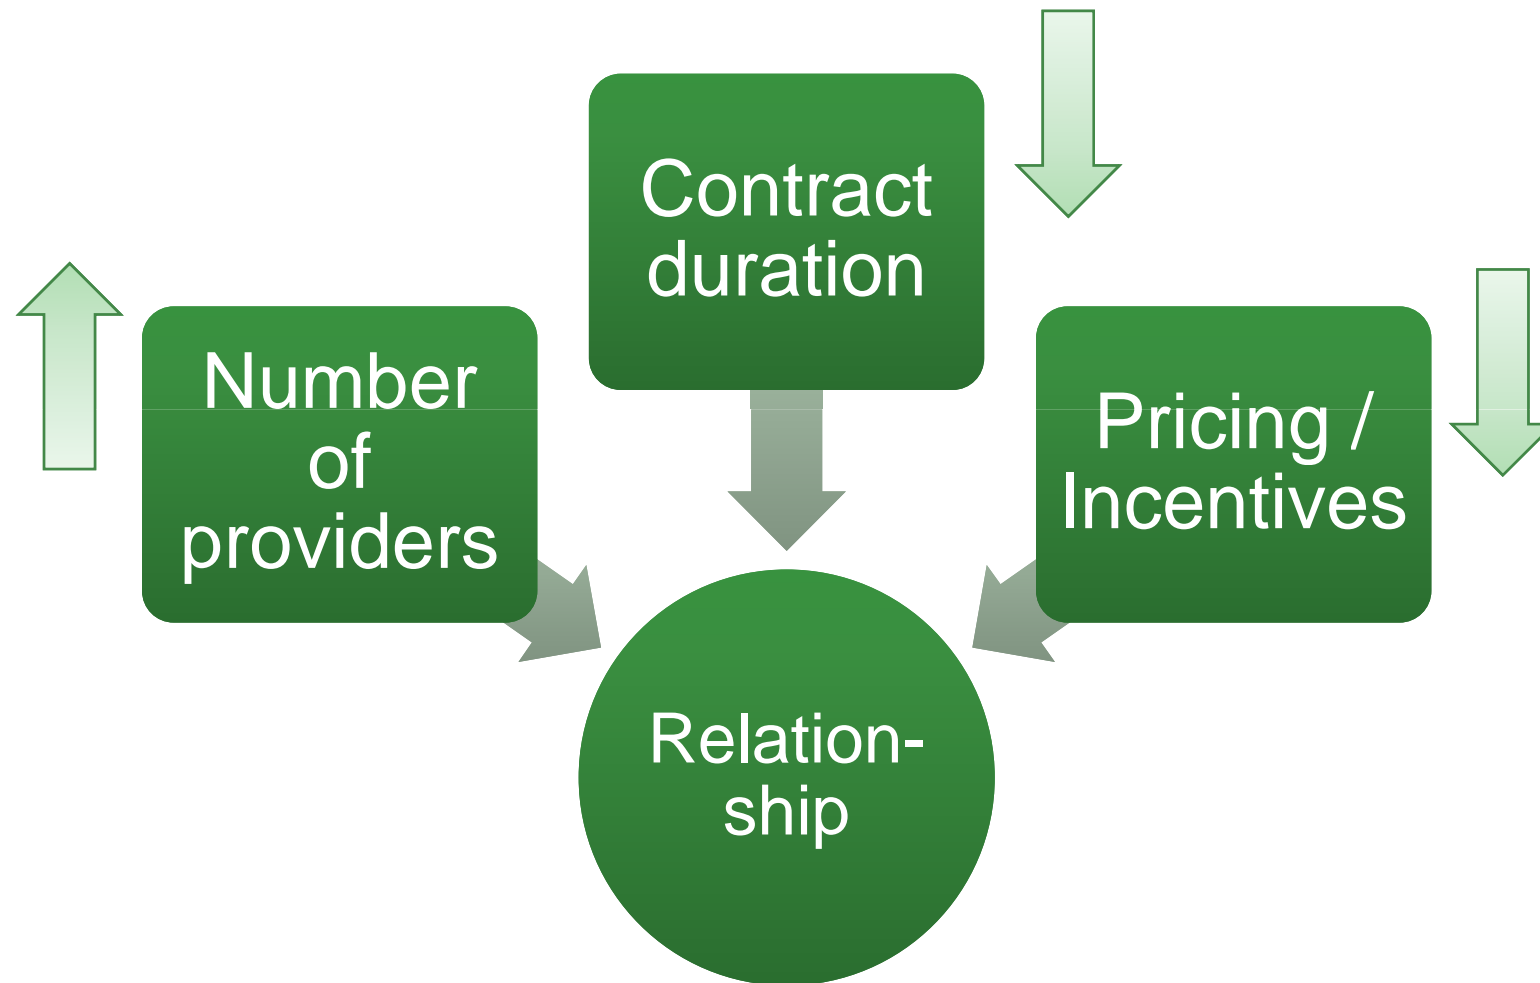 Contract
duration
Number
of
providers
Pricing /
Incentives
Relation-
ship